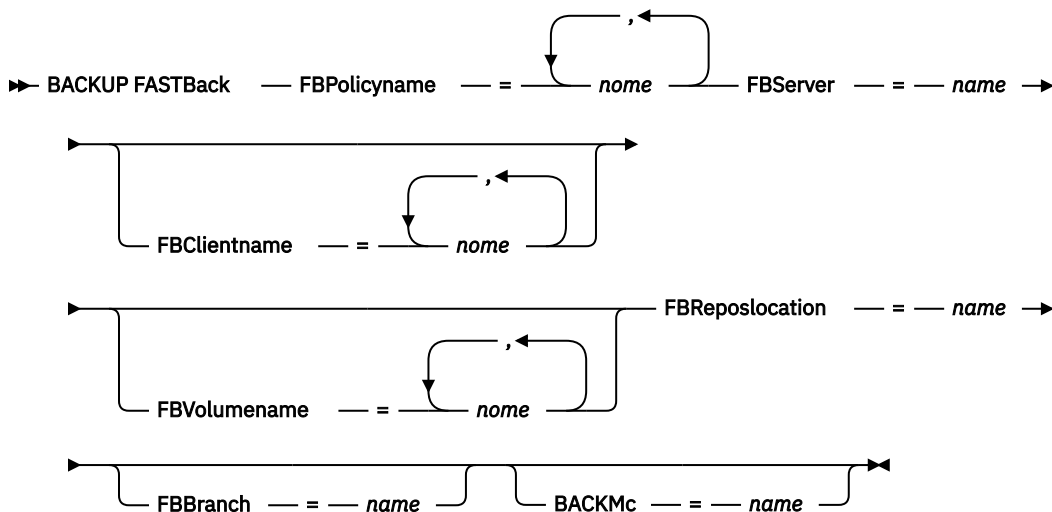 ,
BACKUP FASTBack FBPolicyname = nome FBServer = name
,
FBClientname = nome
FBReposlocation = name
,
FBVolumename = nome
FBBranch = name BACKMc = name